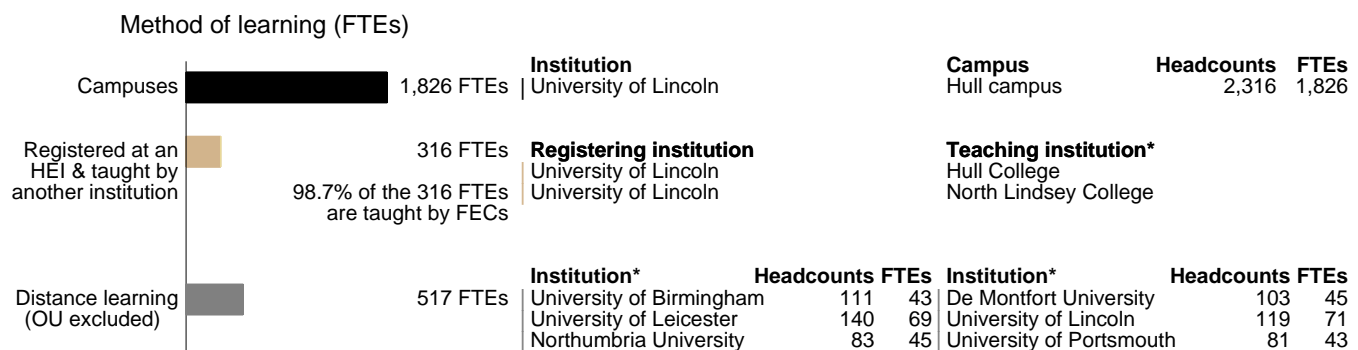 Method of learning (FTEs)
Institution Campus Headcounts FTEs
Campuses 1,826 FTEs University of Lincoln Hull campus 2,316 1,826
Registered at an 316 FTEs Registering institution Teaching institution*
HEI & taught by University of Lincoln Hull College
another institution 98.7% of the 316 FTEs University of Lincoln North Lindsey College
are taught by FECs
Institution* Headcounts FTEs Institution* Headcounts FTEs
Distance learning 517 FTEs University of Birmingham 111 43 De Montfort University 103 45
(OU excluded) University of Leicester 140 69 University of Lincoln 119 71
Northumbria University 83 45 University of Portsmouth 81 43